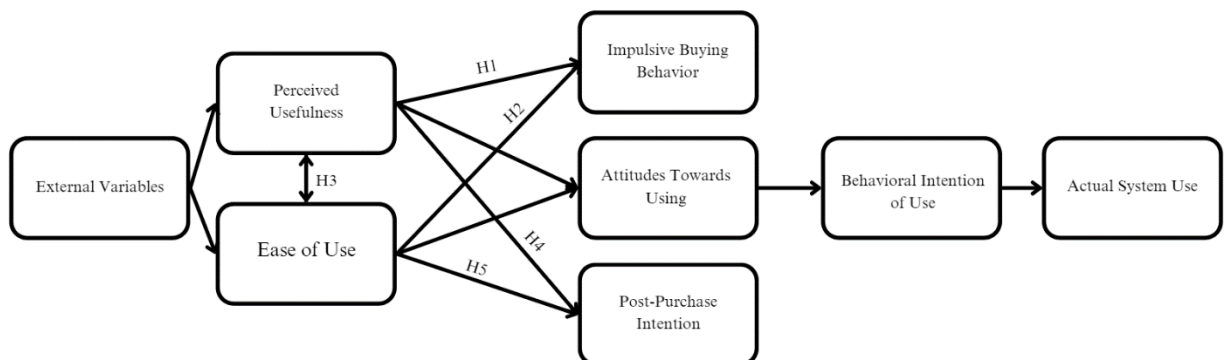 External Variables
Perceived
Usefulness
H3
Ease of Use
H1
H2
H4
H5
Impulsive Buying
Behavior
Attitudes Towards
Using
Post-Purchase
Intention
Behavioral Intention
of Use
Actual System Use